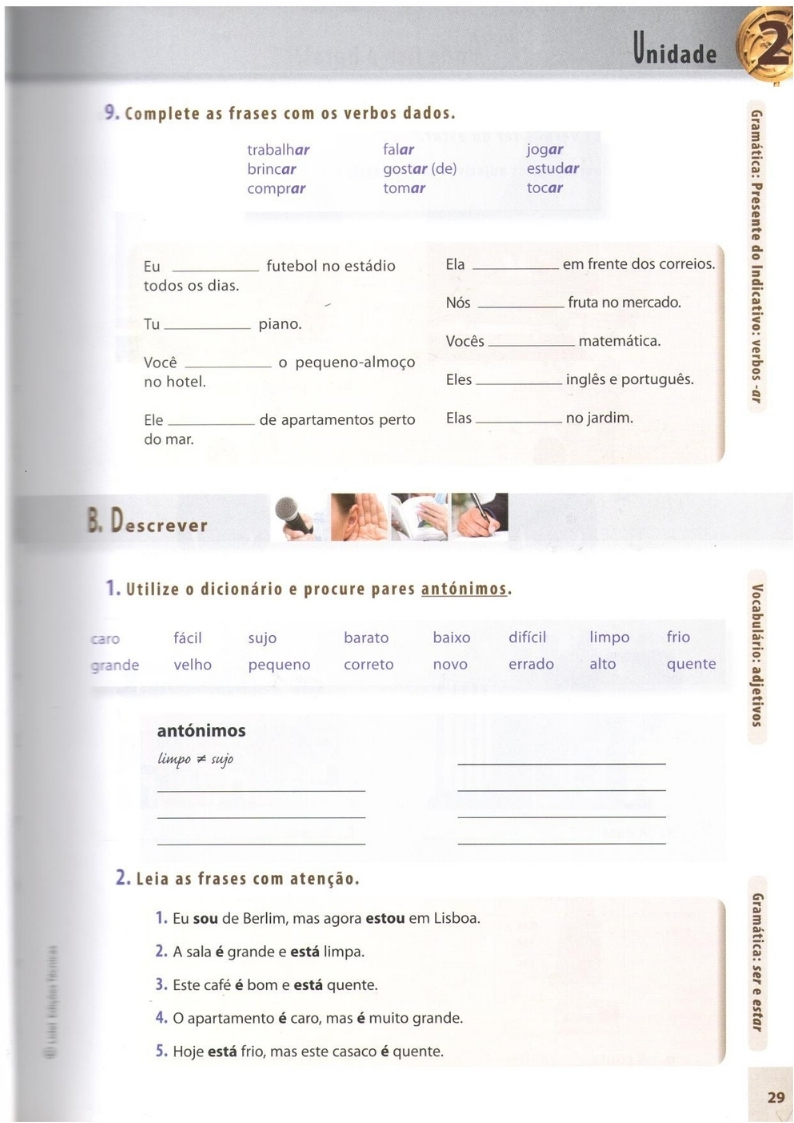 Unidade 2
9. Complete as frases com os verbos dados.
trabalhar falar jogar
brincar gostar (de) estudar
comprar tomar tocar
Eu __________ futebol no estádio
todos os dias.
Tu __________ piano.
Você __________ o pequeno-almoço
no hotel.
Ele __________ de apartamentos perto
do mar.
Ela __________ em frente dos correios.
Nós __________ fruta no mercado.
Vocês __________ matemática.
Eles __________ inglês e português.
Elas __________ no jardim.
Gramática: Presente do Indicativo: verbos -ar
B. Descrever
1. Utilize o dicionário e procure pares antónimos.
caro fácil sujo barato baixo difícil limpo frio
grande velho pequeno correto novo errado alto quente
antónimos
limpo ≠ sujo
Vocabulário: adjetivos
2. Leia as frases com atenção.
1. Eu sou de Berlim, mas agora estou em Lisboa.
2. A sala é grande e está limpa.
3. Este café é bom e está quente.
4. O apartamento é caro, mas é muito grande.
5. Hoje está frio, mas este casaco é quente.
Gramática: ser e estar
© Lidel Edições Técnicas
29